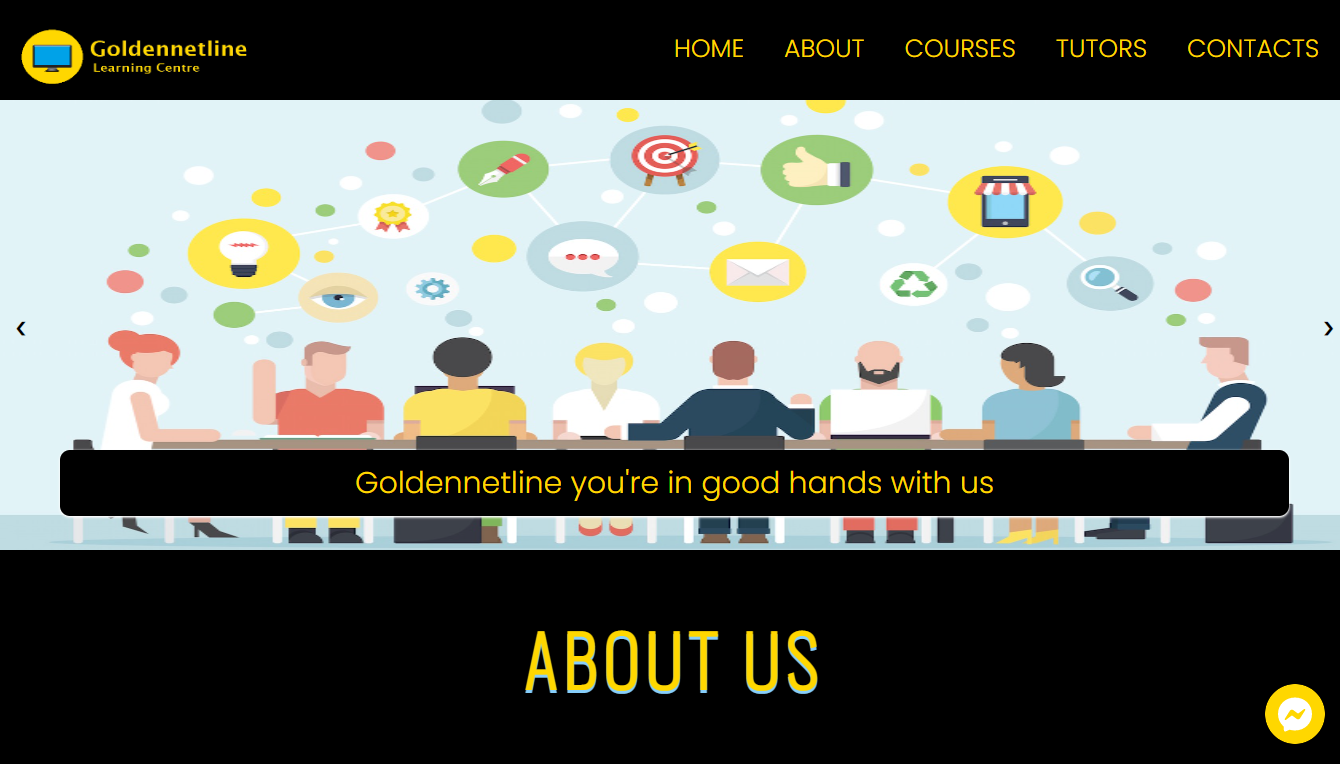 Goldennetline
Learning Centre
HOME ABOUT COURSES TUTORS CONTACTS
Goldennetline you're in good hands with us
ABOUT US